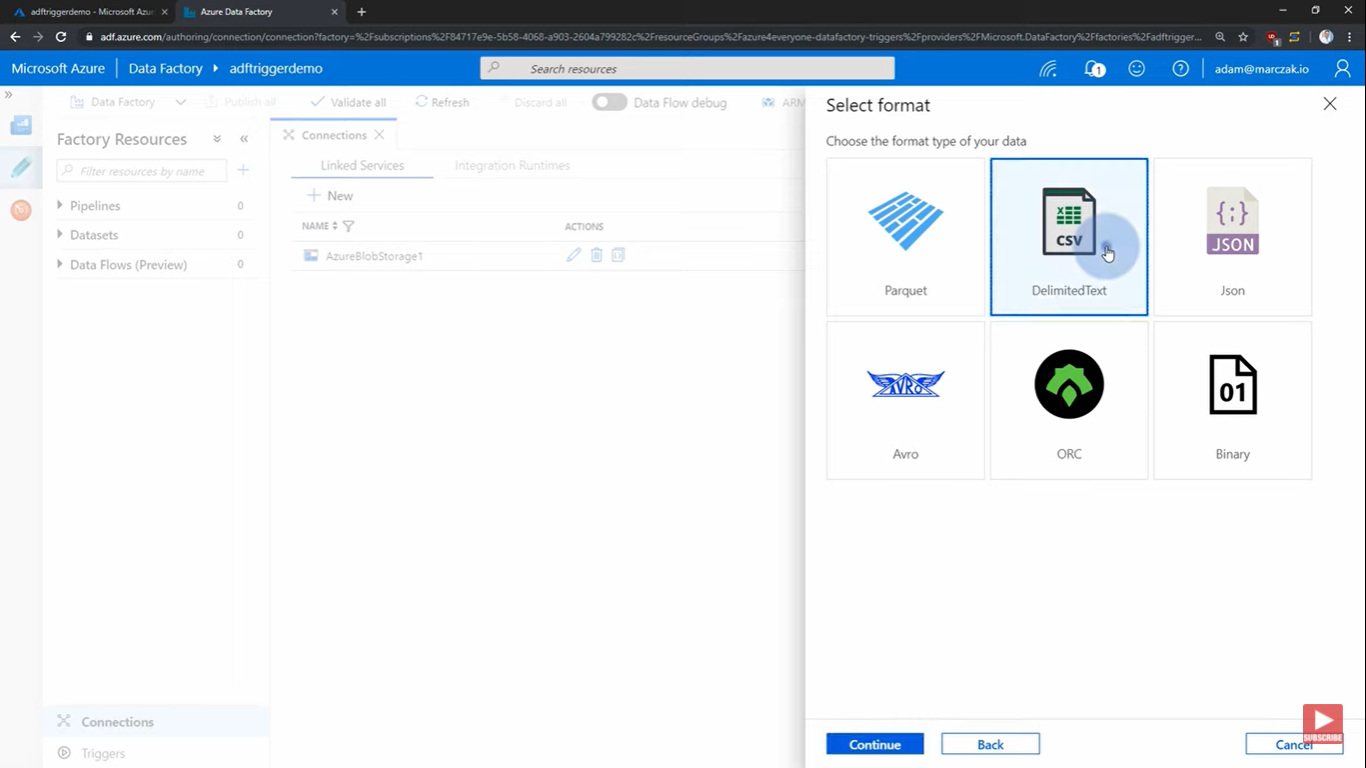 adftriggerdemo - Microsoft Azur
Azure Data Factory
adf.azure.com/authoring/connection/connection?factory=%2Fsubscriptions%2F84717e9e-5b58-4068-a903-2604a799282c%2FresourceGroups%2Fazure4everyone-datafactory-triggers%2Fproviders%2FMicrosoft.DataFactory%2Ffactories%2Fadftrigger...
Microsoft Azure
Data Factory
adftriggerdemo
Search resources
1
adam@marczak.io
Data Factory
Publish all
Validate all
Refresh
Discard all
Data Flow debug
ARM
Factory Resources
Filter resources by name
Pipelines 0
Datasets 0
Data Flows (Preview) 0
Connections
Triggers
Connections
Linked Services
Integration Runtimes
New
NAME
ACTIONS
AzureBlobStorage1
Select format
Choose the format type of your data
CSV
{;}
JSON
Parquet
DelimitedText
Json
AVRO
01
Avro
ORC
Binary
Continue
Back
Cancel
SUBSCRIBE